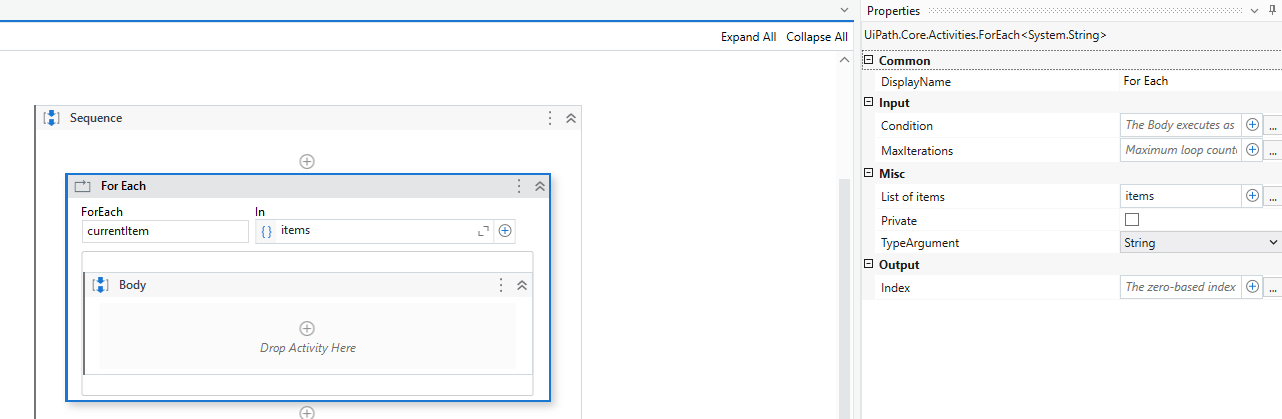 Expand All Collapse All
Sequence
For Each
ForEach In
currentItem { } items
Body
Drop Activity Here
Properties
UiPath.Core.Activities.ForEach<System.String>
Common
DisplayName For Each
Input
Condition The Body executes as ...
MaxIterations Maximum loop count ...
Misc
List of items items ...
Private
TypeArgument String
Output
Index The zero-based index ...